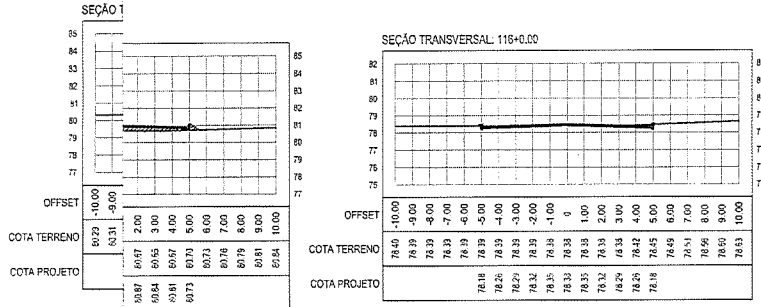 SEÇÃO T
85
84
83
82
81
80
79
78
77
85
84
83
82
81
80
79
78
77
OFFSET -10.00 -9.00
COTA TERRENO 80.29 80.31
COTA PROJETO
2.00 3.00 4.00 5.00 6.00 7.00 8.00 9.00 10.00
80.67 80.65 80.67 80.70 80.73 80.76 80.79 80.81 80.84
80.87 80.84 80.81 80.73
SEÇÃO TRANSVERSAL: 116+0.00
82
81
80
79
78
77
76
75
OFFSET -10.00 -9.00 -8.00 -7.00 -6.00 -5.00 -4.00 -3.00 -2.00 -1.00 0 1.00 2.00 3.00 4.00 5.00 6.00 7.00 8.00 9.00 10.00
COTA TERRENO 78.40 78.39 78.39 78.39 78.39 78.39 78.39 78.39 78.39 78.38 78.38 78.38 78.38 78.38 78.42 78.45 78.49 78.51 78.56 78.60 78.63
COTA PROJETO 78.18 78.26 78.29 78.32 78.35 78.38 78.35 78.32 78.29 78.26 78.18